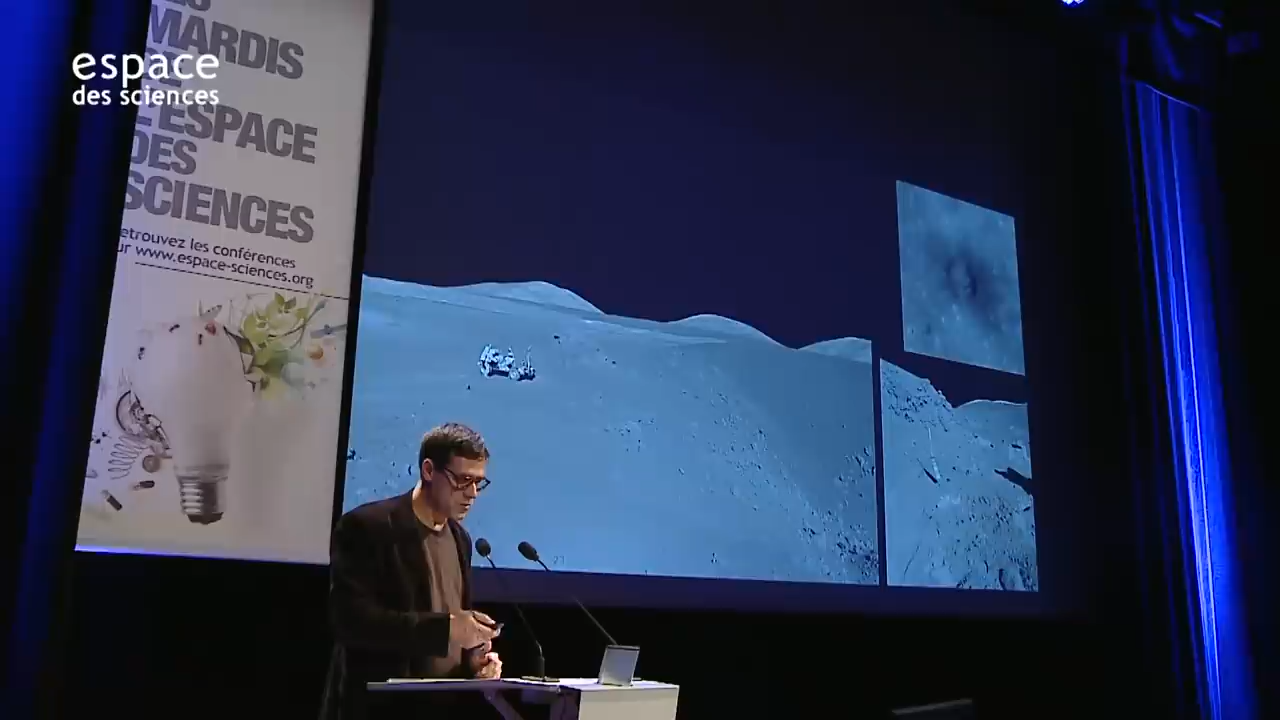 MARDIS
espace
des sciences
L'ESPACE
DES
SCIENCES
etrouvez les conférences
ur www.espace-sciences.org